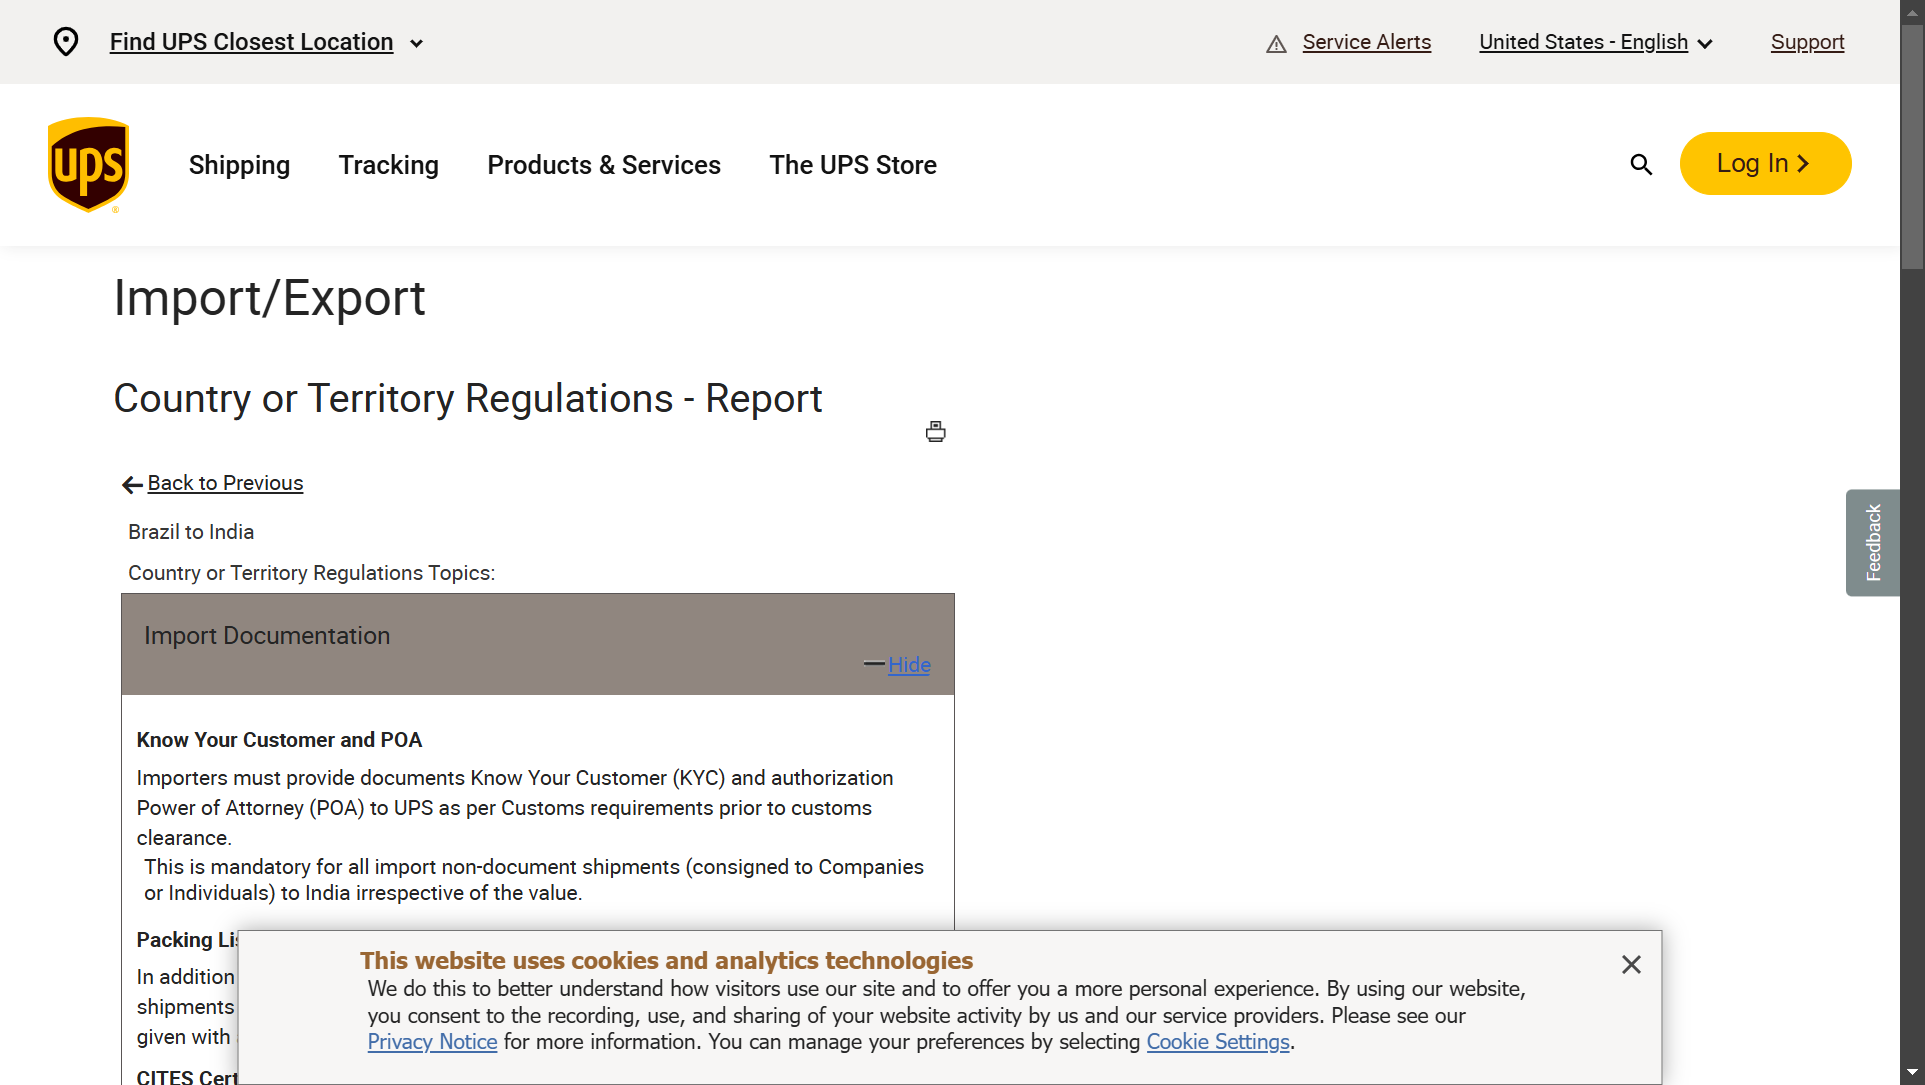 Find UPS Closest Location
Service Alerts
United States - English
Support
ups
Shipping
Tracking
Products & Services
The UPS Store
Log In
Import/Export
Country or Territory Regulations - Report
Back to Previous
Brazil to India
Country or Territory Regulations Topics:
Feedback
Import Documentation
Hide
Know Your Customer and POA
Importers must provide documents Know Your Customer (KYC) and authorization
Power of Attorney (POA) to UPS as per Customs requirements prior to customs
clearance.
This is mandatory for all import non-document shipments (consigned to Companies
or Individuals) to India irrespective of the value.
Packing
In addition
shipments
given with
CITES
This website uses cookies and analytics technologies
We do this to better understand how visitors use our site and to offer you a more personal experience. By using our website,
you consent to the recording, use, and sharing of your website activity by us and our service providers. Please see our
Privacy Notice for more information. You can manage your preferences by selecting Cookie Settings.